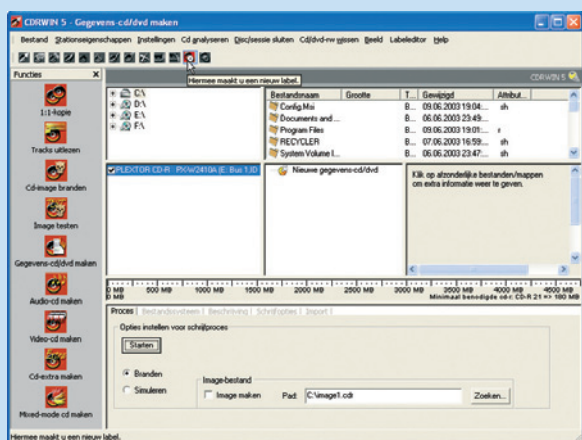 CDRWIN 5 - Gegevens-cd/dvd maken
Bestand Stationseigenschappen Instellingen Cd analyseren Disc/sessie sluiten Cd/dvd-rw wissen Beeld Labeleditor Help
Hiermee maakt u een nieuw label.
Functies X
CDRWIN 5
1:1-kopie
Tracks uitlezen
Cd-image branden
Image testen
Gegevens-cd/dvd maken
Audio-cd maken
Video-cd maken
Cd-extra maken
Mixed-mode cd maken
C:\
D:\
E:\
F:\
Bestandsnaam Grootte T... Gewijzigd Attribut...
Config.Msi B... 09.06.2003 19:04:... sh
Documents and ... B... 06.06.2003 23:49:...
Program Files B... 09.06.2003 19:01:... r
RECYCLER B... 07.06.2003 16:59:... sh
System Volume I... B... 06.06.2003 23:47:... sh
PLEXTOR CD-R PX-W2410A (E: Bus 1,ID
Nieuwe gegevens-cd/dvd
Klik op afzonderlijke bestanden/mappen
om extra informatie weer te geven.
0 MB 500 MB 1000 MB 1500 MB 2000 MB 2500 MB 3000 MB 3500 MB 4000 MB 4500 MB
0 MB Minimaal benodigde cd-r: CD-R 21 => 180 MB
Proces | Bestandssysteem | Beschrijving | Schrijfopties | Import |
Opties instellen voor schrijfproces
Starten
Branden
Simuleren
Image-bestand
Image maken Pad: C:\image1.cdr Zoeken...
Hiermee maakt u een nieuw label.